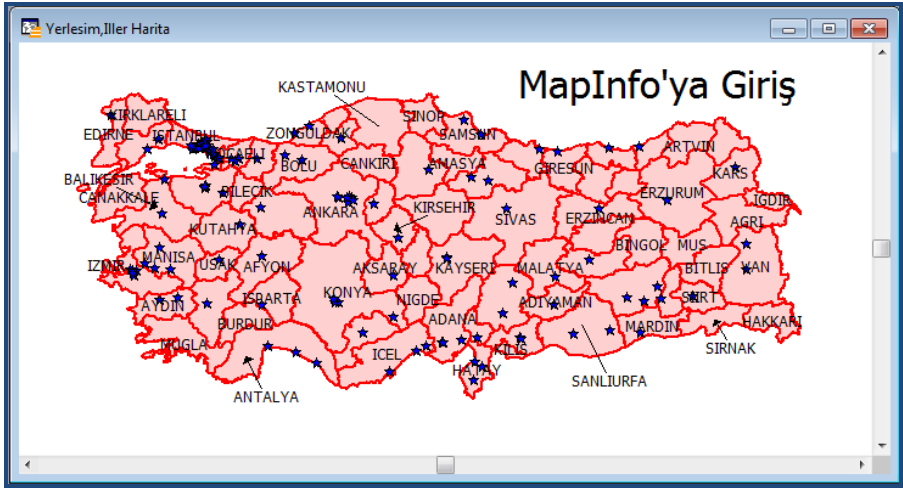 Yerlesim,Iller Harita
MapInfo'ya Giriş
KASTAMONU
KIRKLARELI
SINOP
EDIRNE
ISTANBUL
ZONGULDAK
SAMSUN
KOCAELI
ARTVIN
BOLU
CANKIRI
AMASYA
GIRESUN
KARS
BALIKESIR
CANAKKALE
BILECIK
ERZURUM
IGDIR
ANKARA
KIRSEHIR
SIVAS
ERZINCAN
AGRI
KUTAHYA
BINGOL
MUS
IZMIR
MANISA
USAK
AFYON
AKSARAY
KAYSERI
MALATYA
BITLIS
VAN
AYDIN
ISPARTA
KONYA
NIGDE
ADIYAMAN
SIIRT
BURDUR
ADANA
MARDIN
HAKKARI
MUGLA
ICEL
KILIS
SIRNAK
HATAY
SANLIURFA
ANTALYA